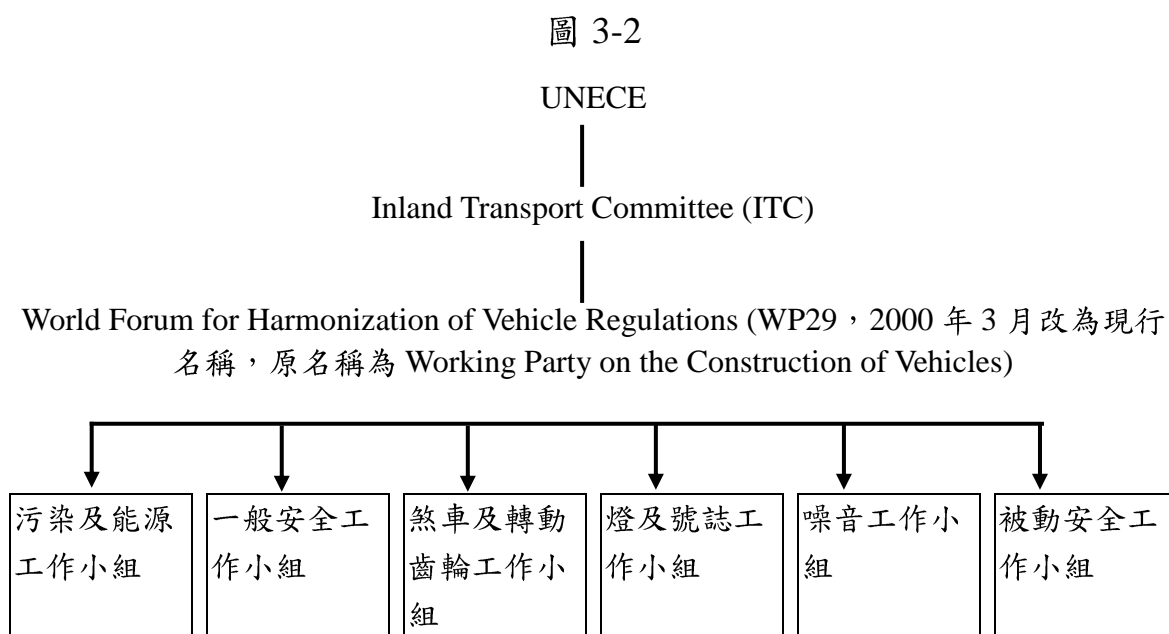 圖 3-2
UNECE
Inland Transport Committee (ITC)
World Forum for Harmonization of Vehicle Regulations (WP29，2000 年 3 月改為現行
名稱，原名稱為 Working Party on the Construction of Vehicles)
污染及能源
工作小組
一般安全工
作小組
煞車及轉動
齒輪工作小
組
燈及號誌工
作小組
噪音工作小
組
被動安全工
作小組